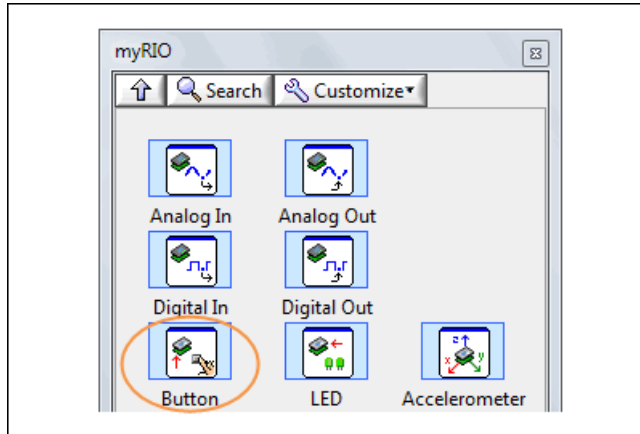 myRIO
Search Customize
Analog In Analog Out
Digital In Digital Out
Button LED Accelerometer